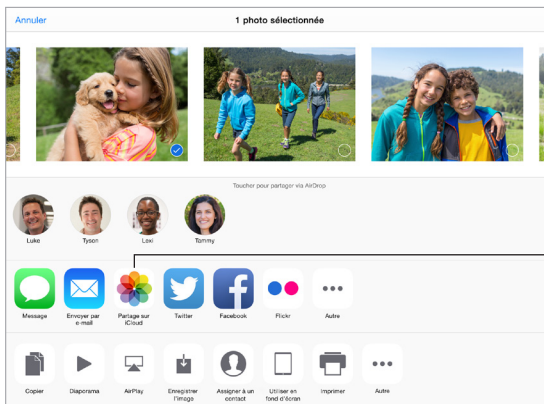 Annuler
1 photo sélectionnée
Toucher pour partager via AirDrop
Luke
Tyson
Lexi
Tammy
Message
Envoyer par
e-mail
Partage sur
iCloud
Twitter
Facebook
Flickr
Autre
Copier
Diaporama
AirPlay
Enregistrer
l'image
Assigner à un
contact
Utiliser en
fond d'écran
Imprimer
Autre